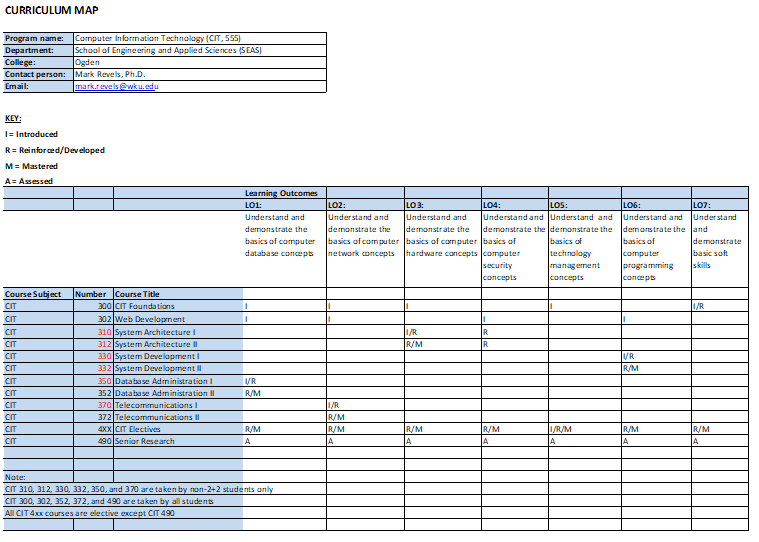 CURRICULUM MAP
Program name: Computer Information Technology (CIT, 555)
Department: School of Engineering and Applied Sciences (SEAS)
College: Ogden
Contact person: Mark Revels, Ph.D.
Email: mark.revels@wku.edu
KEY:
I = Introduced
R = Reinforced/Developed
M = Mastered
A = Assessed
Learning Outcomes
LO1: LO2: LO3: LO4: LO5: LO6: LO7:
Understand and Understand and Understand and Understand and Understand and Understand and Understand
demonstrate the demonstrate the demonstrate the demonstrate the demonstrate the demonstrate the and
basics of computer basics of computer basics of computer basics of basics of basics of demonstrate
database concepts network concepts hardware concepts computer technology computer basic soft
security management programming skills
concepts concepts concepts
Course Subject Number Course Title
CIT 300 CIT Foundations I I I I I/R
CIT 302 Web Development I I I I
CIT 310 System Architecture I I/R R
CIT 312 System Architecture II R/M R
CIT 330 System Development I I/R
CIT 332 System Development II R/M
CIT 350 Database Administration I I/R
CIT 352 Database Administration II R/M
CIT 370 Telecommunications I I/R
CIT 372 Telecommunications II R/M
CIT 4XX CIT Electives R/M R/M R/M R/M I/R/M R/M R/M
CIT 490 Senior Research A A A A A A A
Note:
CIT 310, 312, 330, 332, 350, and 370 are taken by non-2+2 students only
CIT 300, 302, 352, 372, and 490 are taken by all students
All CIT 4xx courses are elective except CIT 490